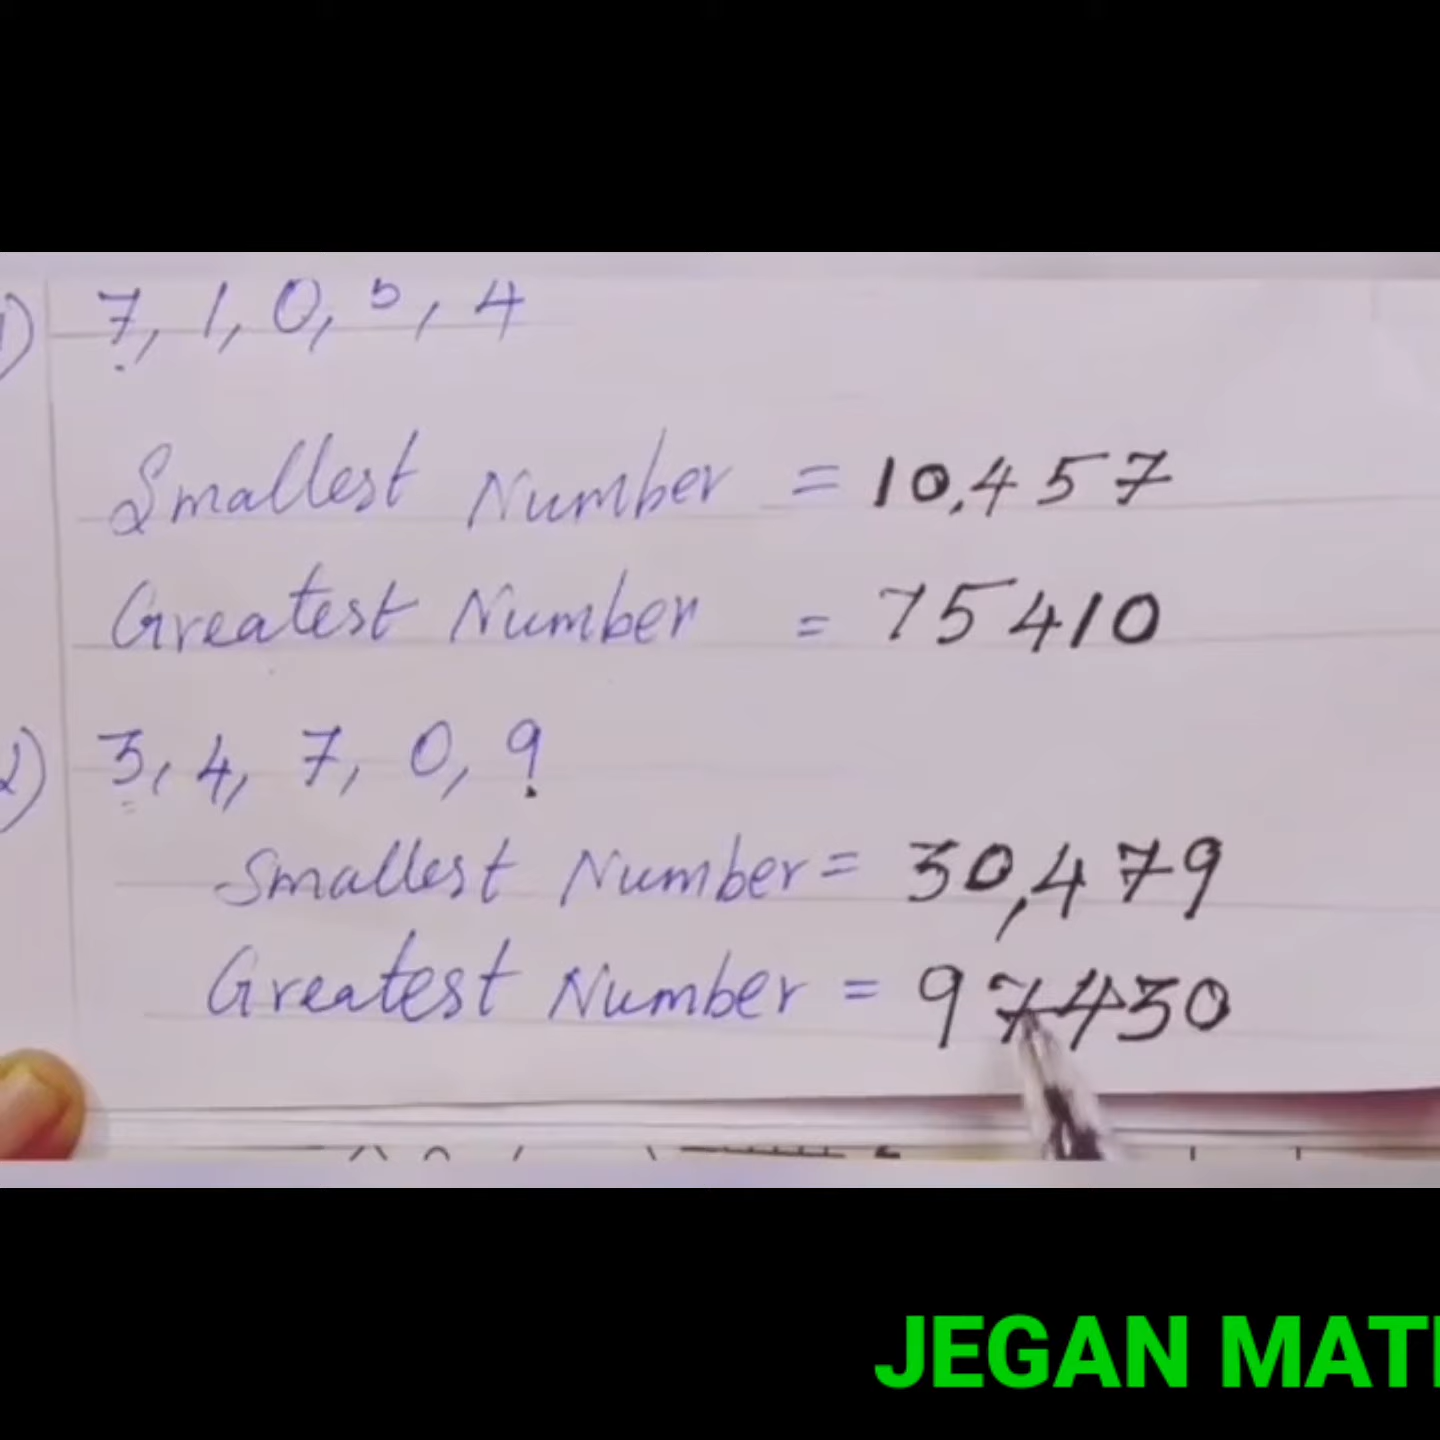 1) 7, 1, 0, 5, 4
Smallest Number = 10,457
Greatest Number = 75410
2) 3, 4, 7, 0, 9
Smallest Number = 30,479
Greatest Number = 97430
JEGAN MAT